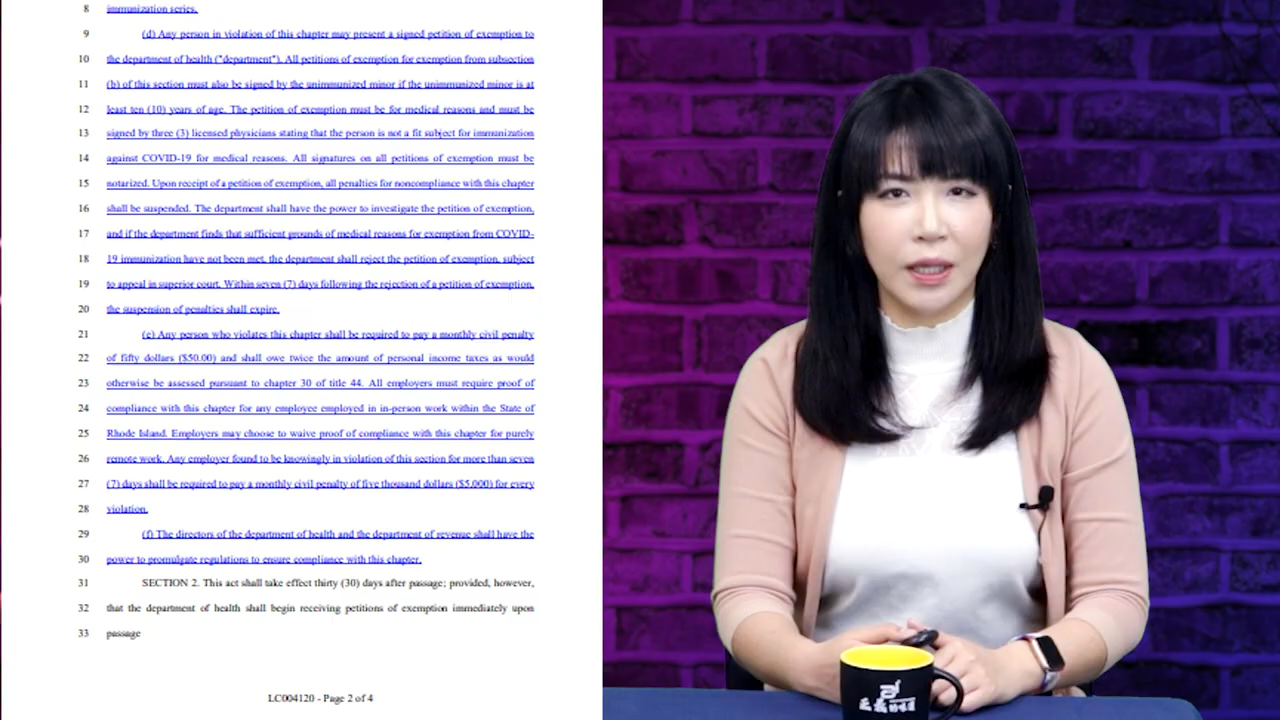 8 immunization series.
9 (d) Any person in violation of this chapter may present a signed petition of exemption to
10 the department of health ("department"). All petitions of exemption for exemption from subsection
11 (b) of this section must also be signed by the unimmunized minor if the unimmunized minor is at
12 least ten (10) years of age. The petition of exemption must be for medical reasons and must be
13 signed by three (3) licensed physicians stating that the person is not a fit subject for immunization
14 against COVID-19 for medical reasons. All signatures on all petitions of exemption must be
15 notarized. Upon receipt of a petition of exemption, all penalties for noncompliance with this chapter
16 shall be suspended. The department shall have the power to investigate the petition of exemption,
17 and if the department finds that sufficient grounds of medical reasons for exemption from COVID-
18 19 immunization have not been met, the department shall reject the petition of exemption, subject
19 to appeal in superior court. Within seven (7) days following the rejection of a petition of exemption,
20 the suspension of penalties shall expire.
21 (e) Any person who violates this chapter shall be required to pay a monthly civil penalty
22 of fifty dollars ($50.00) and shall owe twice the amount of personal income taxes as would
23 otherwise be assessed pursuant to chapter 30 of title 44. All employers must require proof of
24 compliance with this chapter for any employee employed in in-person work within the State of
25 Rhode Island. Employers may choose to waive proof of compliance with this chapter for purely
26 remote work. Any employer found to be knowingly in violation of this section for more than seven
27 (7) days shall be required to pay a monthly civil penalty of five thousand dollars ($5,000) for every
28 violation.
29 (f) The directors of the department of health and the department of revenue shall have the
30 power to promulgate regulations to ensure compliance with this chapter.
31 SECTION 2. This act shall take effect thirty (30) days after passage; provided, however,
32 that the department of health shall begin receiving petitions of exemption immediately upon
33 passage
LC004120 - Page 2 of 4
正義的味道